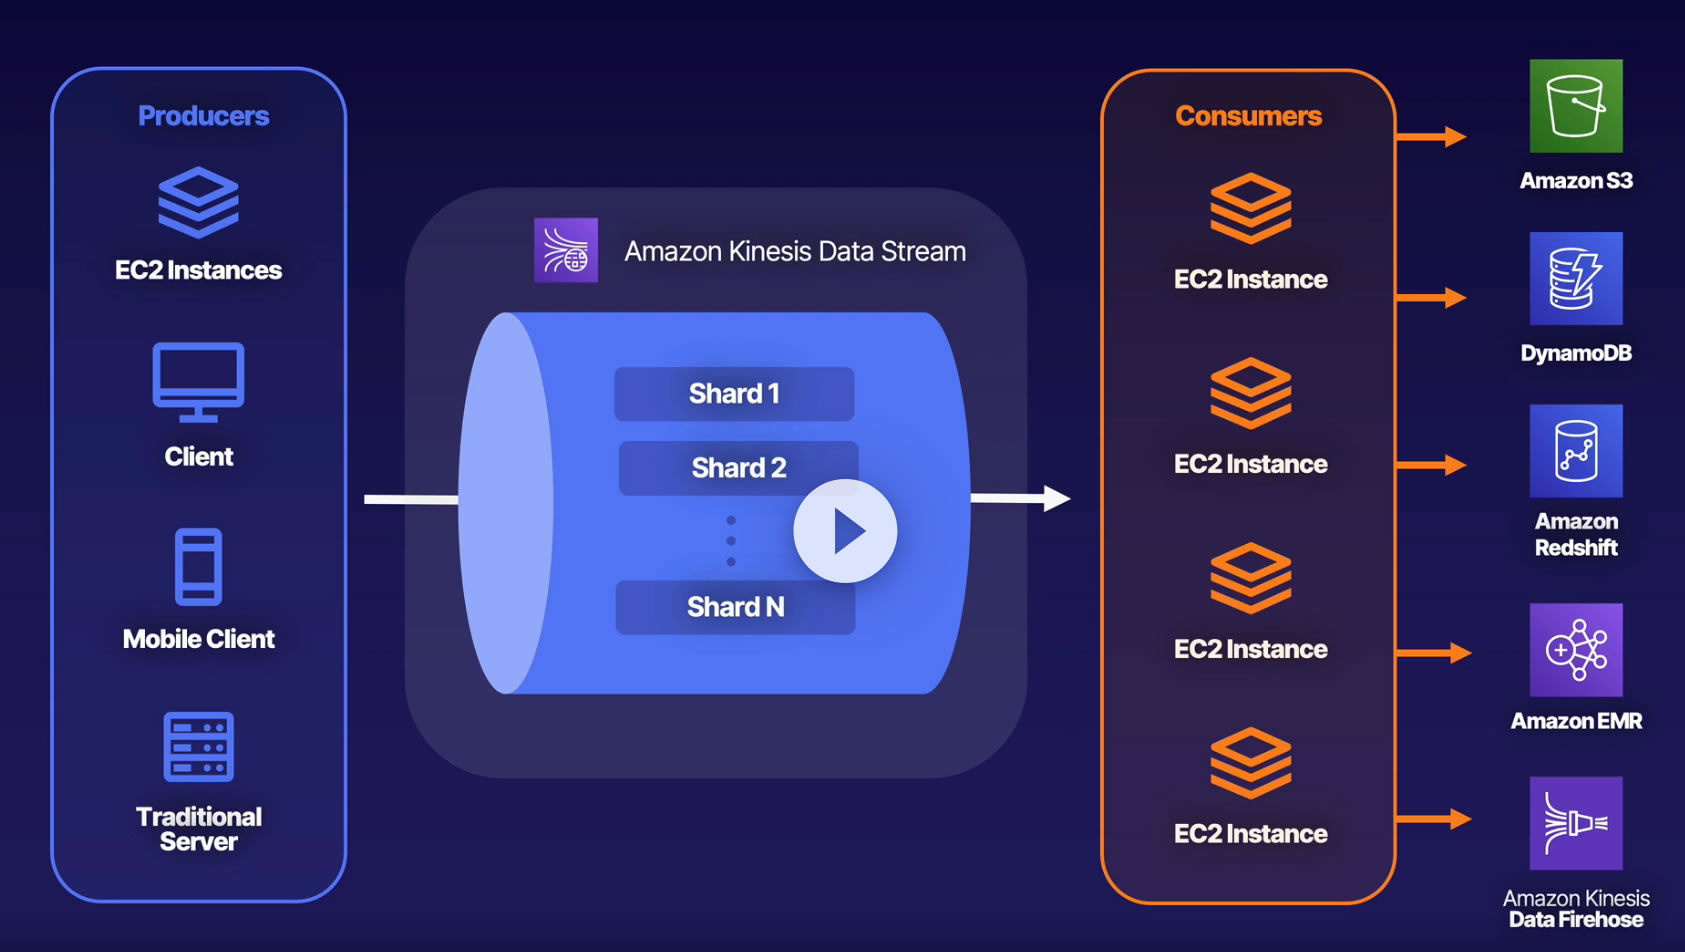 Producers
EC2 Instances
Client
Mobile Client
Traditional
Server
Amazon Kinesis Data Stream
Shard 1
Shard 2
Shard N
Consumers
EC2 Instance
EC2 Instance
EC2 Instance
EC2 Instance
Amazon S3
DynamoDB
Amazon
Redshift
Amazon EMR
Amazon Kinesis
Data Firehose